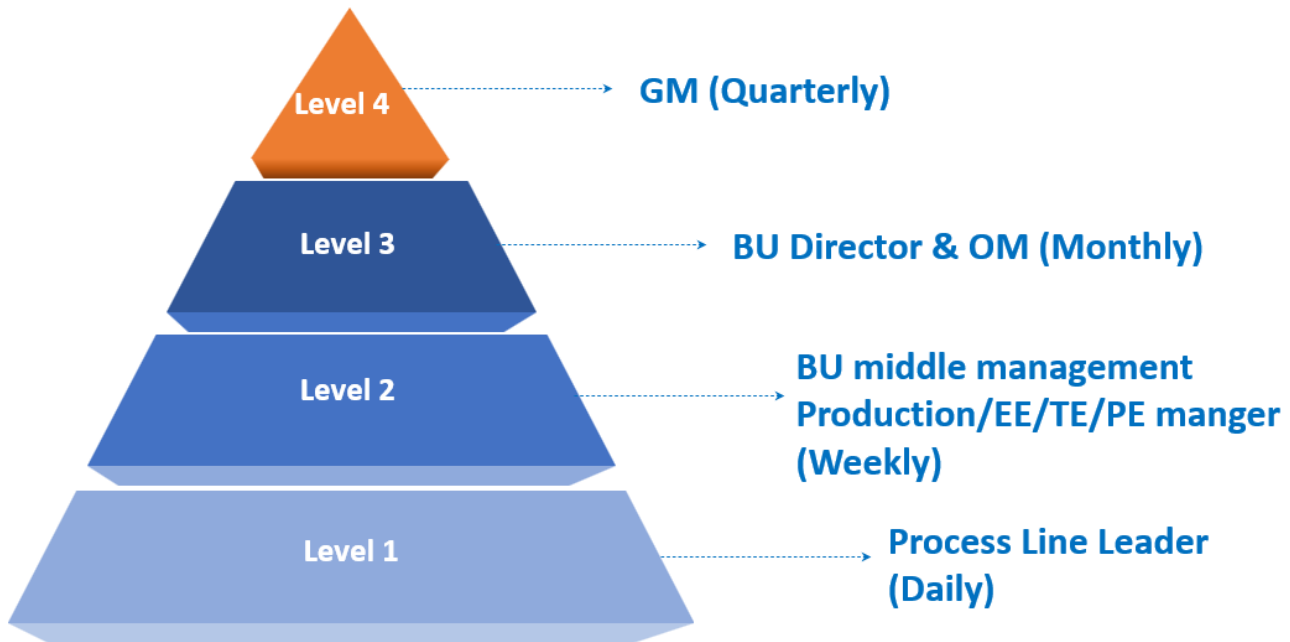 Level 4
GM (Quarterly)
Level 3
BU Director & OM (Monthly)
Level 2
BU middle management
Production/EE/TE/PE manger
(Weekly)
Level 1
Process Line Leader
(Daily)